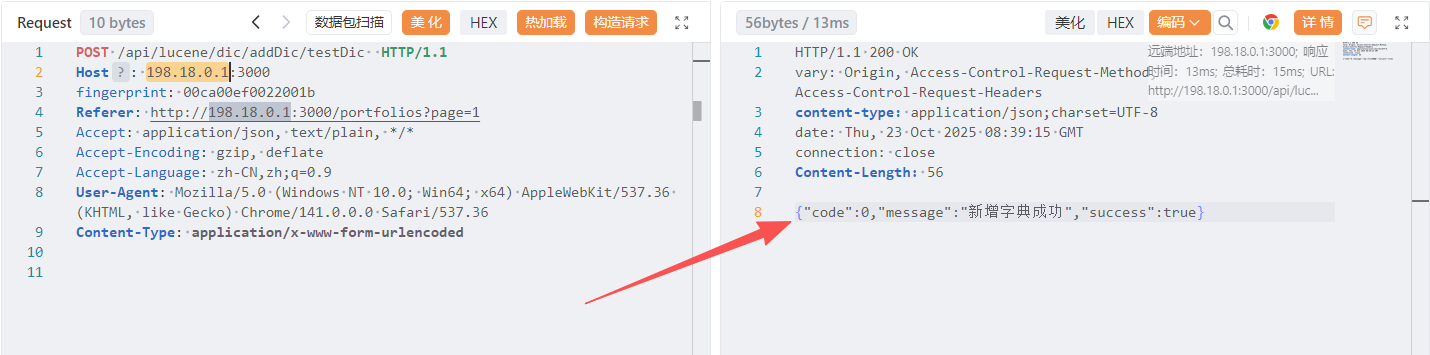 Request 10 bytes 数据包扫描 美化 HEX 热加载 构造请求
1 POST /api/lucene/dic/addDic/testDic HTTP/1.1
2 Host ? : 198.18.0.1:3000
3 fingerprint: 00ca00ef0022001b
4 Referer: http://198.18.0.1:3000/portfolios?page=1
5 Accept: application/json, text/plain, */*
6 Accept-Encoding: gzip, deflate
7 Accept-Language: zh-CN,zh;q=0.9
8 User-Agent: Mozilla/5.0 (Windows NT 10.0; Win64; x64) AppleWebKit/537.36
(KHTML, like Gecko) Chrome/141.0.0.0 Safari/537.36
9 Content-Type: application/x-www-form-urlencoded
10
11
56bytes / 13ms 美化 HEX 编码 详情
1 HTTP/1.1 200 OK
2 vary: Origin, Access-Control-Request-Method,
Access-Control-Request-Headers
3 content-type: application/json;charset=UTF-8
4 date: Thu, 23 Oct 2025 08:39:15 GMT
5 connection: close
6 Content-Length: 56
7
8 {"code":0,"message":"新增字典成功","success":true}
远端地址: 198.18.0.1:3000; 响应
时间: 13ms; 总耗时: 15ms; URL:
http://198.18.0.1:3000/api/luc...